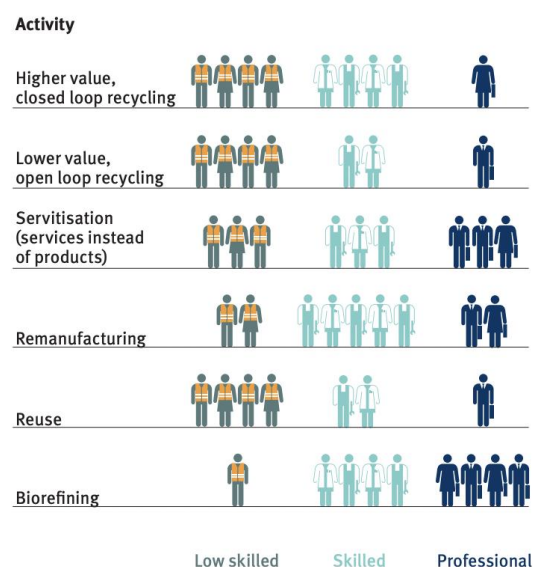 Activity
Higher value,
closed loop recycling
Lower value,
open loop recycling
Servitisation
(services instead
of products)
Remanufacturing
Reuse
Biorefining
Low skilled Skilled Professional